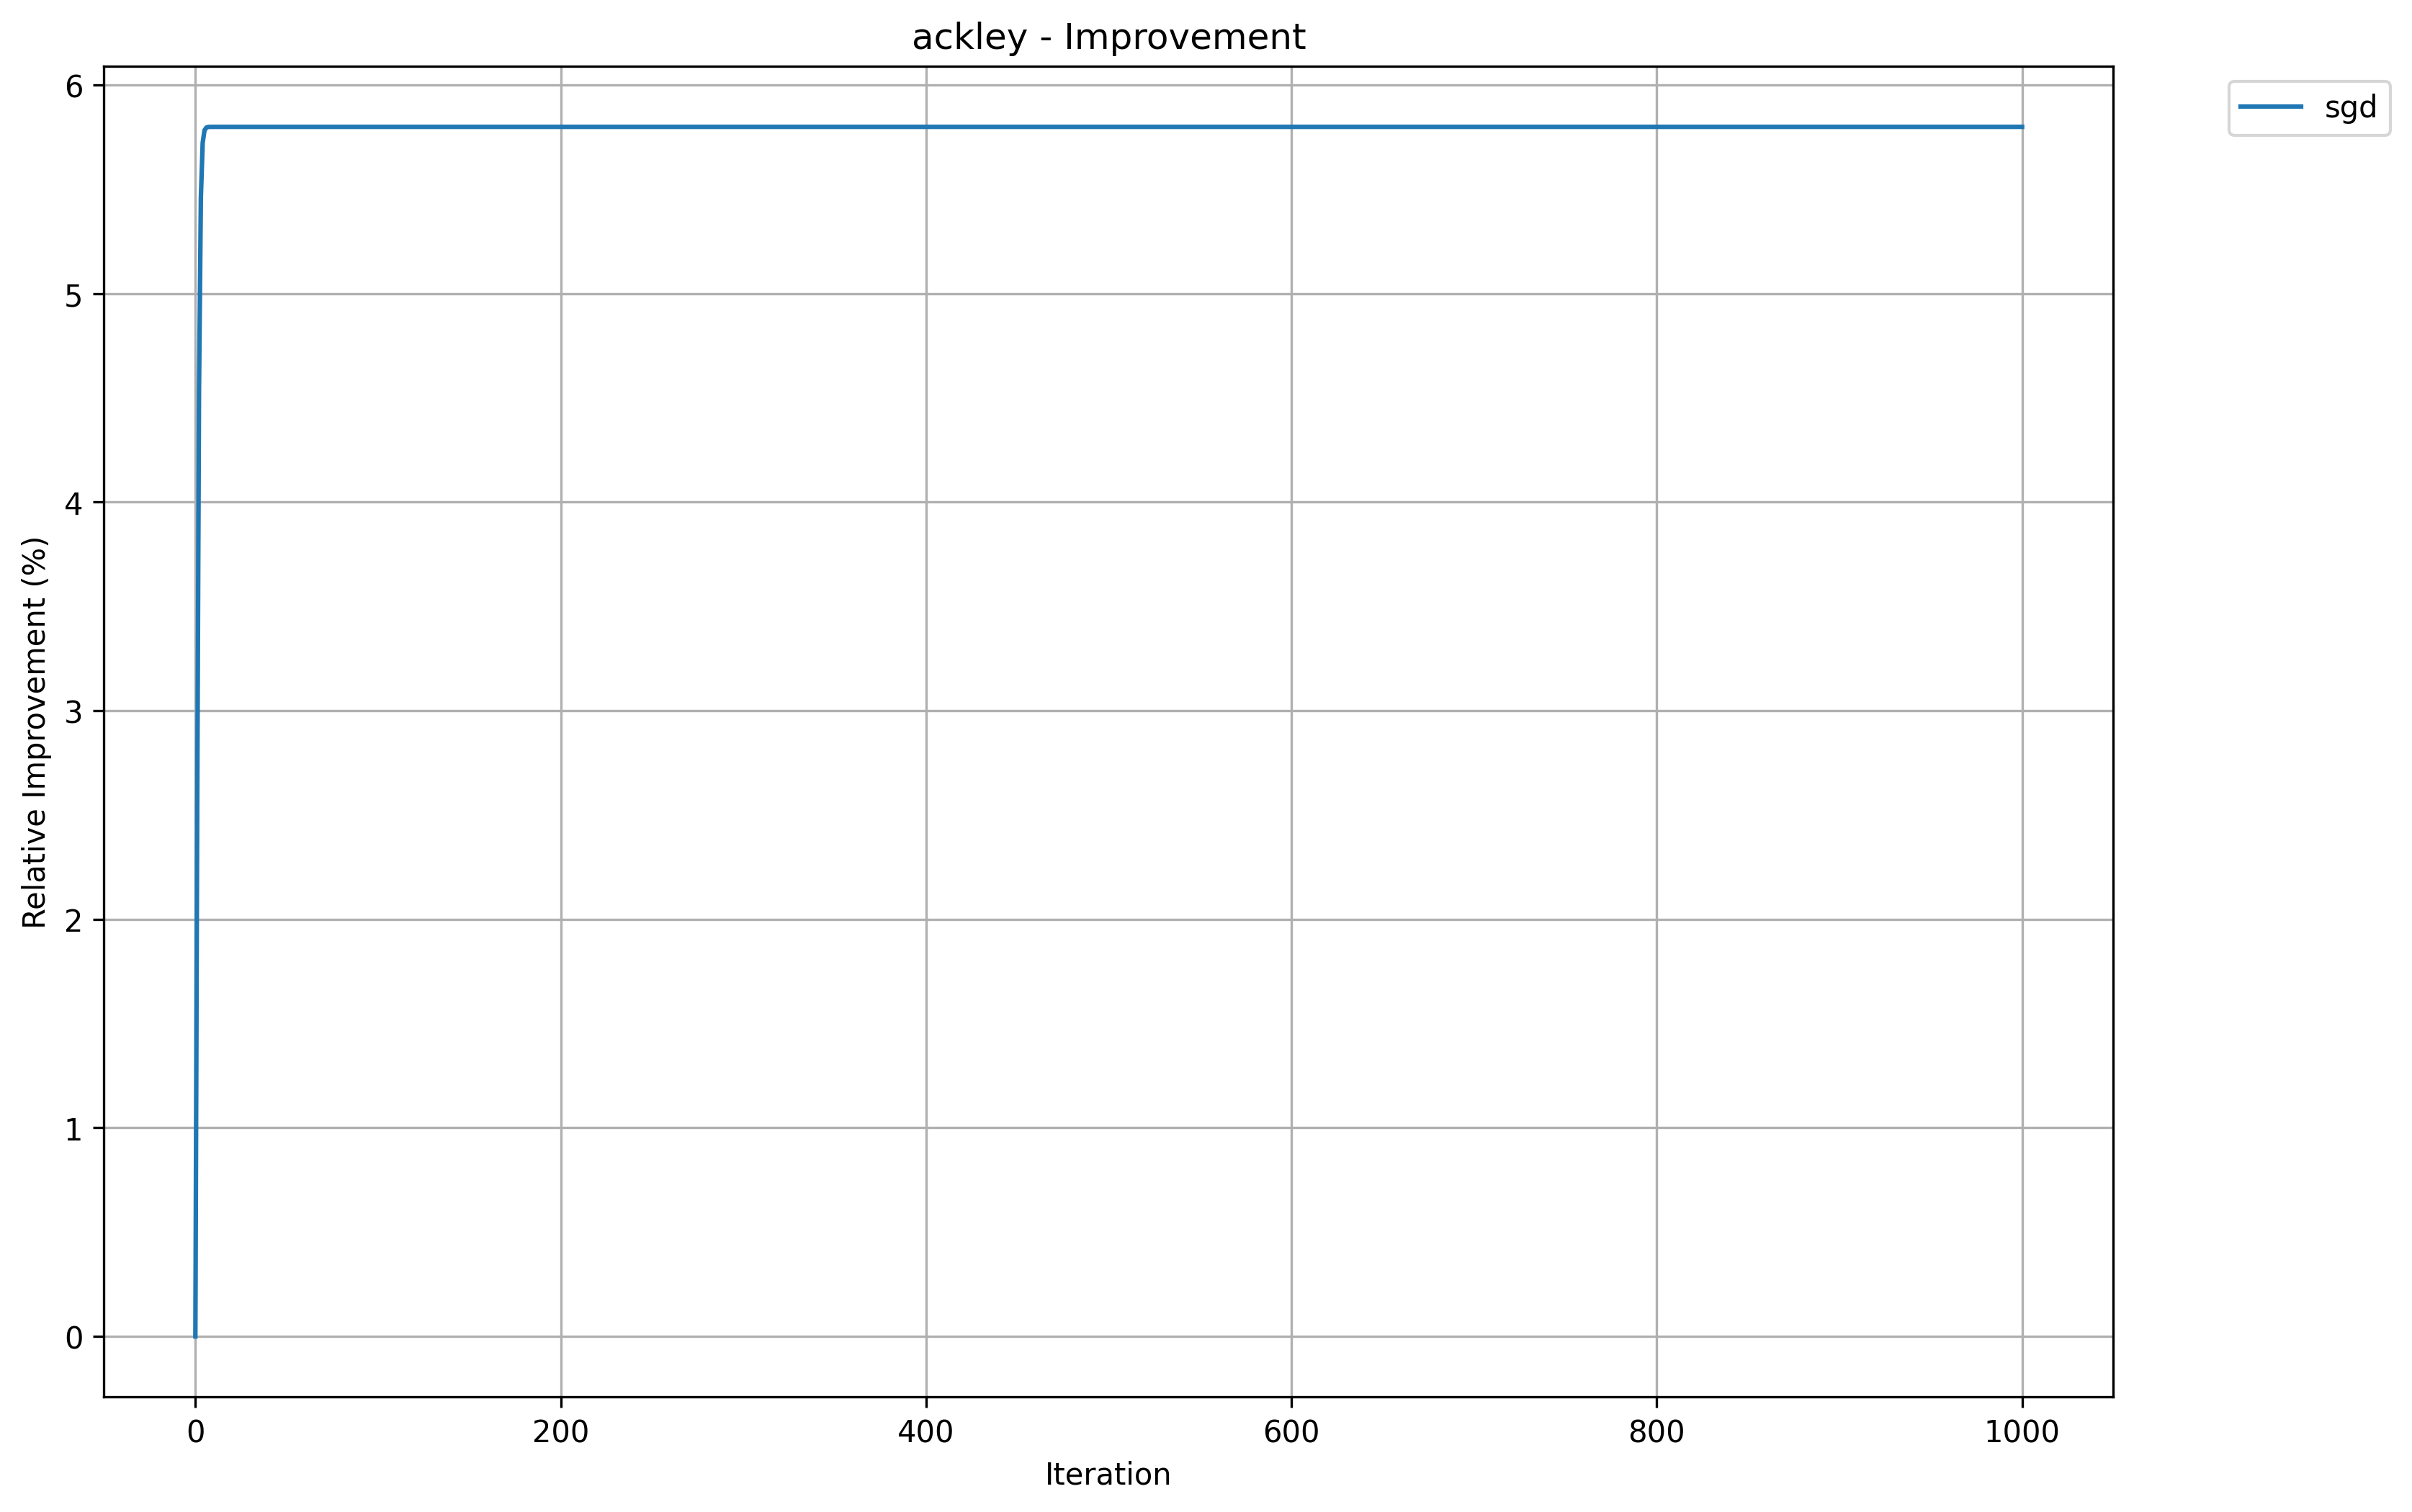 ackley - Improvement
sgd
Relative Improvement (%)
6
5
4
3
2
1
0
0 200 400 600 800 1000
Iteration